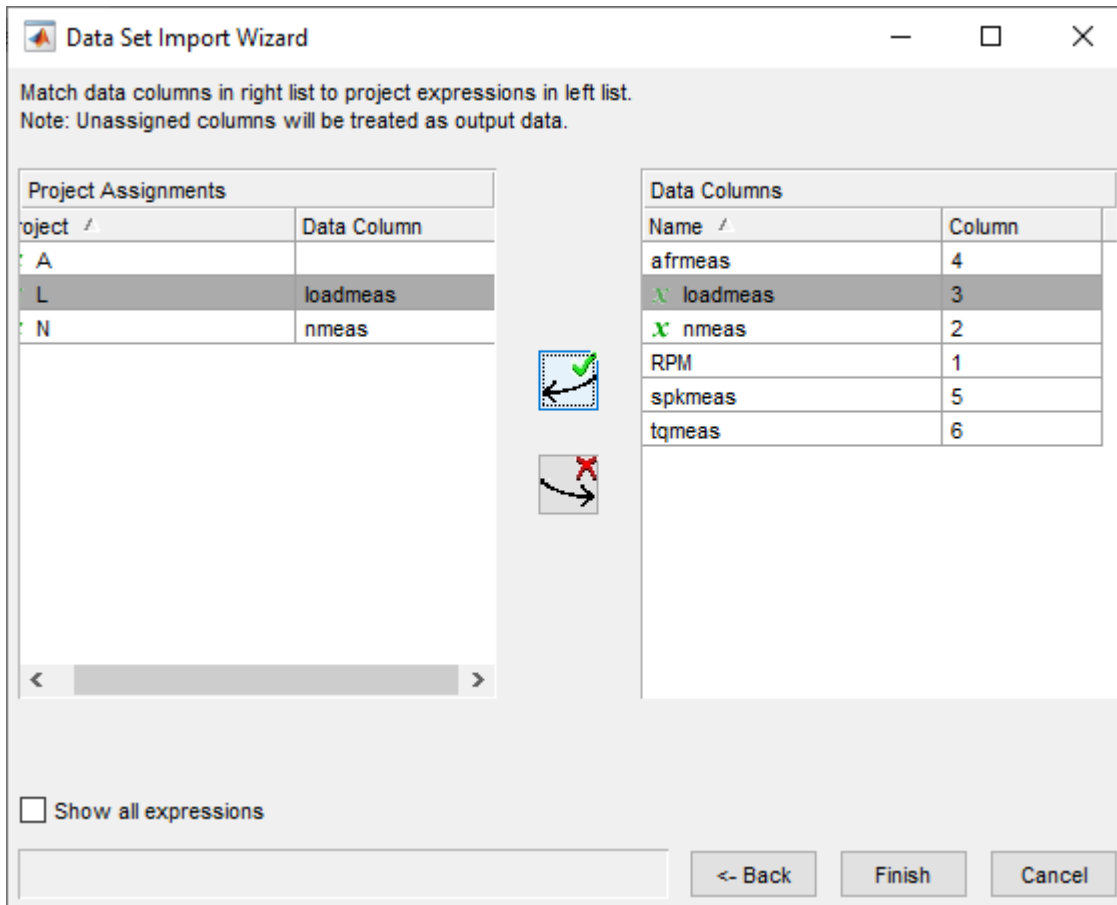 Data Set Import Wizard
Match data columns in right list to project expressions in left list.
Note: Unassigned columns will be treated as output data.
Project Assignments
roject Data Column
A
L loadmeas
N nmeas
Data Columns
Name Column
afrmeas 4
x loadmeas 3
x nmeas 2
RPM 1
spkmeas 5
tqmeas 6
Show all expressions
<- Back Finish Cancel